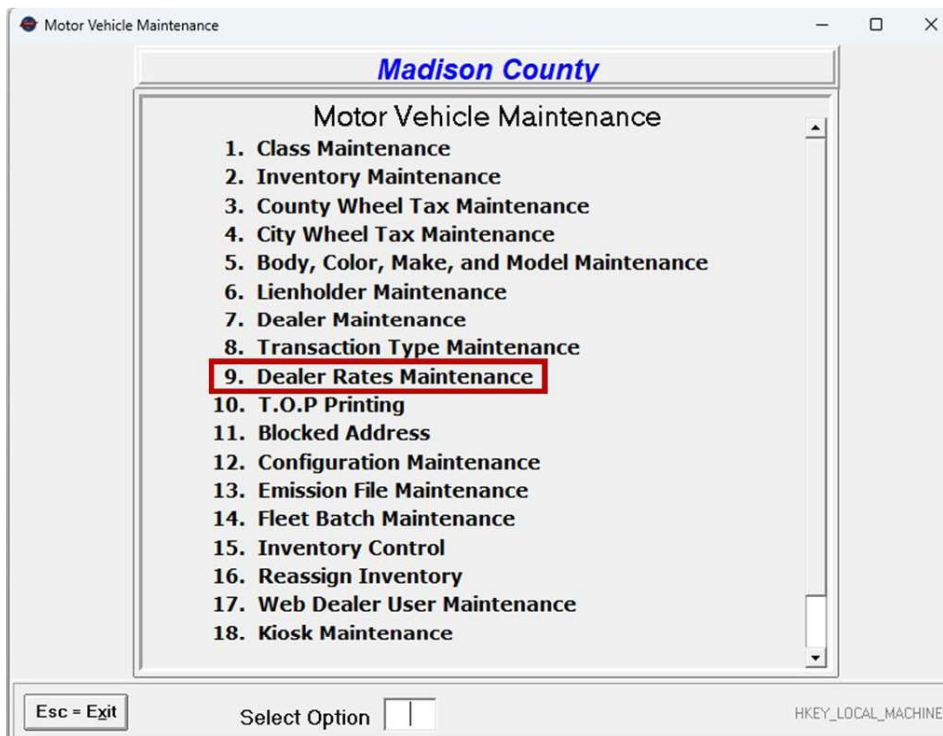 Motor Vehicle Maintenance
Madison County
Motor Vehicle Maintenance
1. Class Maintenance
2. Inventory Maintenance
3. County Wheel Tax Maintenance
4. City Wheel Tax Maintenance
5. Body, Color, Make, and Model Maintenance
6. Lienholder Maintenance
7. Dealer Maintenance
8. Transaction Type Maintenance
9. Dealer Rates Maintenance
10. T.O.P Printing
11. Blocked Address
12. Configuration Maintenance
13. Emission File Maintenance
14. Fleet Batch Maintenance
15. Inventory Control
16. Reassign Inventory
17. Web Dealer User Maintenance
18. Kiosk Maintenance
Esc = Exit Select Option HKEY_LOCAL_MACHINE